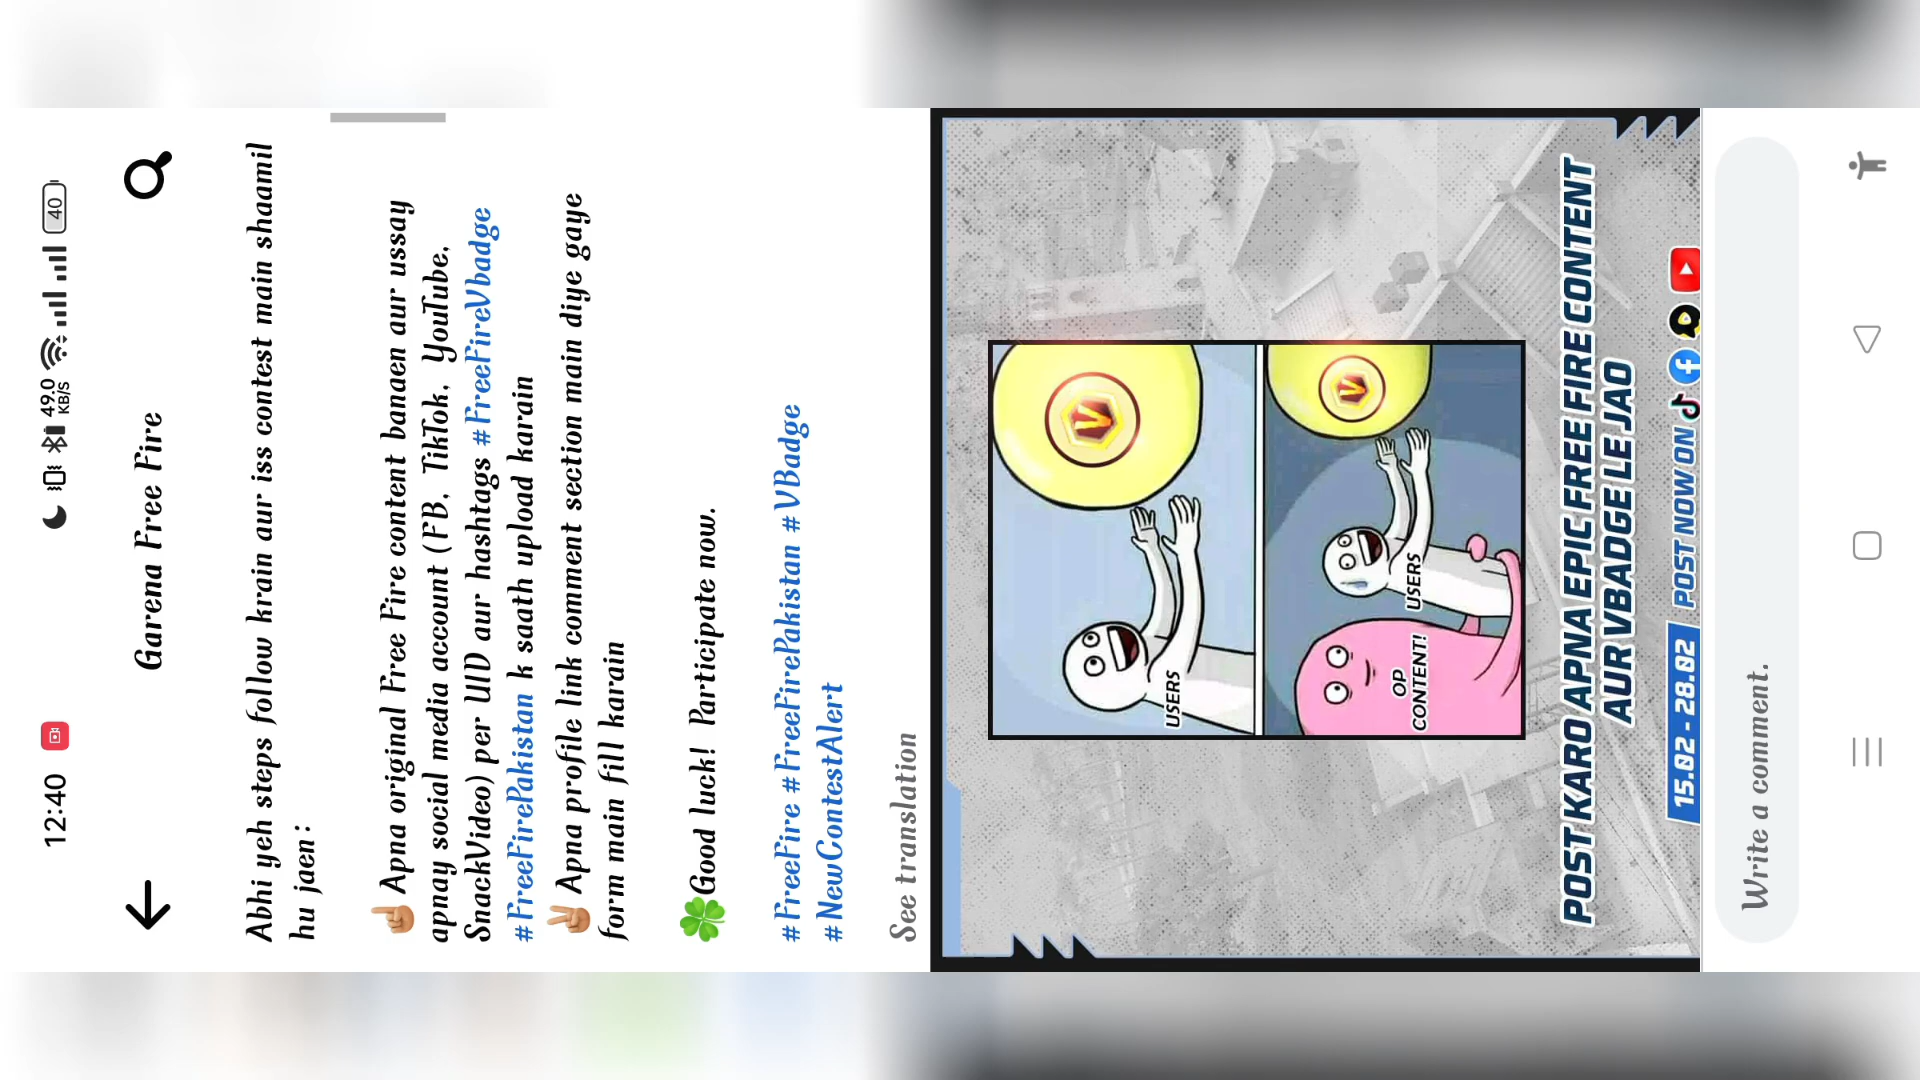 12:40
49.0
KB/S
40
Garena Free Fire
Abhi yeh steps follow krain aur iss contest main shaamil
hu jaen:
☝Apna original Free Fire content banaen aur ussay
apnay social media account (FB, TikTok, YouTube,
SnackVideo) per UID aur hashtags #FreeFireVbadge
#FreeFirePakistan k saath upload karain
✌Apna profile link comment section main diye gaye
form main fill karain
🍀Good luck! Participate now.
#FreeFire #FreeFirePakistan #VBadge
#NewContestAlert
See translation
USERS
V
OP
CONTENT!
USERS
V
POST KARO APNA EPIC FREE FIRE CONTENT
AUR VBADGE LE JAO
15.02 - 28.02 POST NOW ON
Write a comment.